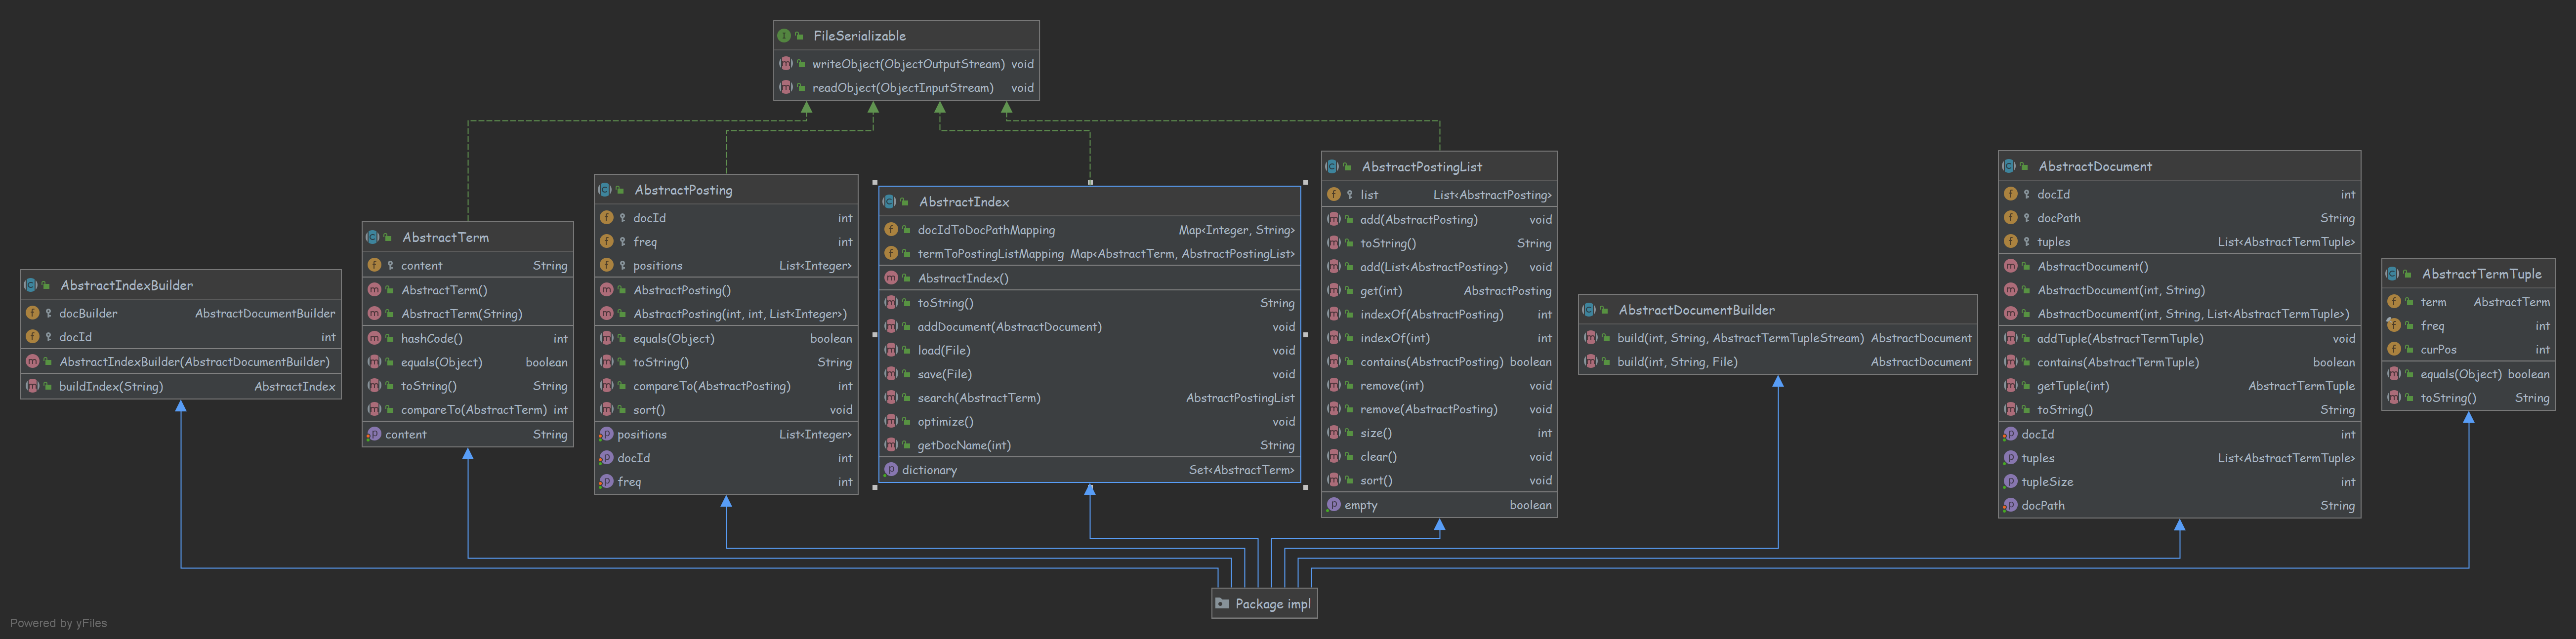 FileSerializable
writeObject(ObjectOutputStream) void
readObject(ObjectInputStream) void
AbstractIndexBuilder
docBuilder AbstractDocumentBuilder
docId int
AbstractIndexBuilder(AbstractDocumentBuilder)
buildIndex(String) AbstractIndex
AbstractTerm
content String
AbstractTerm()
AbstractTerm(String)
hashCode() int
equals(Object) boolean
toString() String
compareTo(AbstractTerm) int
content String
AbstractPosting
docId int
freq int
positions List<Integer>
AbstractPosting()
AbstractPosting(int, int, List<Integer>)
equals(Object) boolean
toString() String
compareTo(AbstractPosting) int
sort() void
positions List<Integer>
docId int
freq int
AbstractIndex
docIdToDocPathMapping Map<Integer, String>
termToPostingListMapping Map<AbstractTerm, AbstractPostingList>
AbstractIndex()
toString() String
addDocument(AbstractDocument) void
load(File) void
save(File) void
search(AbstractTerm) AbstractPostingList
optimize() void
getDocName(int) String
dictionary Set<AbstractTerm>
AbstractPostingList
list List<AbstractPosting>
add(AbstractPosting) void
toString() String
add(List<AbstractPosting>) void
get(int) AbstractPosting
indexOf(AbstractPosting) int
indexOf(int) int
contains(AbstractPosting) boolean
remove(int) void
remove(AbstractPosting) void
size() int
clear() void
sort() void
empty boolean
AbstractDocumentBuilder
build(int, String, AbstractTermTupleStream) AbstractDocument
build(int, String, File) AbstractDocument
AbstractDocument
docId int
docPath String
tuples List<AbstractTermTuple>
AbstractDocument()
AbstractDocument(int, String)
AbstractDocument(int, String, List<AbstractTermTuple>)
addTuple(AbstractTermTuple) void
contains(AbstractTermTuple) boolean
getTuple(int) AbstractTermTuple
toString() String
docId int
tuples List<AbstractTermTuple>
tupleSize int
docPath String
AbstractTermTuple
term AbstractTerm
freq int
curPos int
equals(Object) boolean
toString() String
Package impl
Powered by yFiles